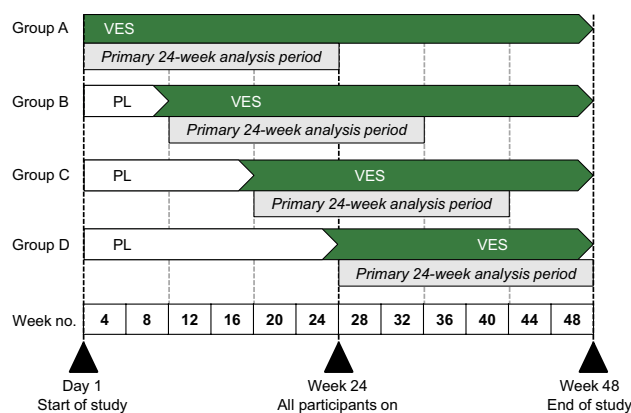 Group A
VES
Primary 24-week analysis period
Group B
PL
VES
Primary 24-week analysis period
Group C
PL
VES
Primary 24-week analysis period
Group D
PL
VES
Primary 24-week analysis period
Week no. 4 8 12 16 20 24 28 32 36 40 44 48
Day 1
Start of study
Week 24
All participants on
Week 48
End of study